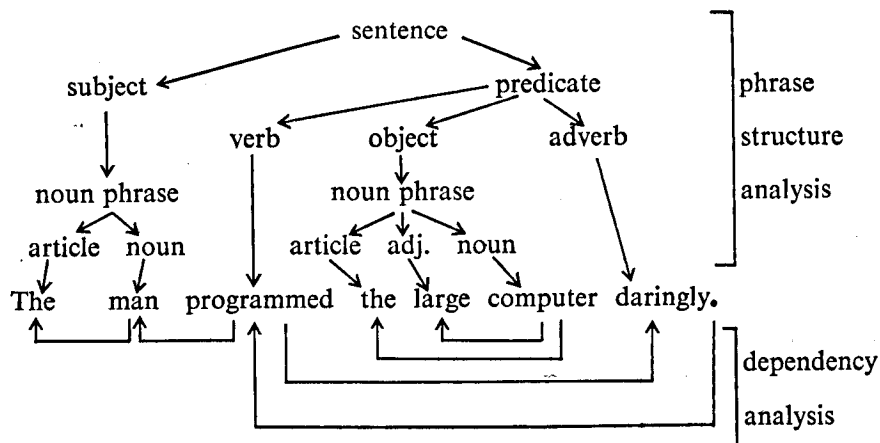 sentence
subject predicate phrase
verb object adverb structure
noun phrase noun phrase analysis
article noun article adj. noun
The man programmed the large computer daringly.
dependency
analysis